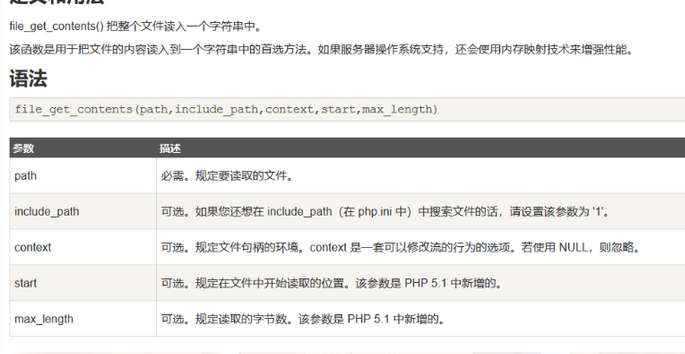 file_get_contents() 把整个文件读入一个字符串中。
该函数是用于把文件的内容读入到一个字符串中的首选方法。如果服务器操作系统支持，还会使用内存映射技术来增强性能。
语法
file_get_contents(path,include_path,context,start,max_length)
参数 描述
path 必需。规定要读取的文件。
include_path 可选。如果您还想在 include_path（在 php.ini 中）中搜索文件的话，请设置该参数为 '1'。
context 可选。规定文件句柄的环境。context 是一套可以修改流的行为的选项。若使用 NULL，则忽略。
start 可选。规定在文件中开始读取的位置。该参数是 PHP 5.1 中新增的。
max_length 可选。规定读取的字节数。该参数是 PHP 5.1 中新增的。